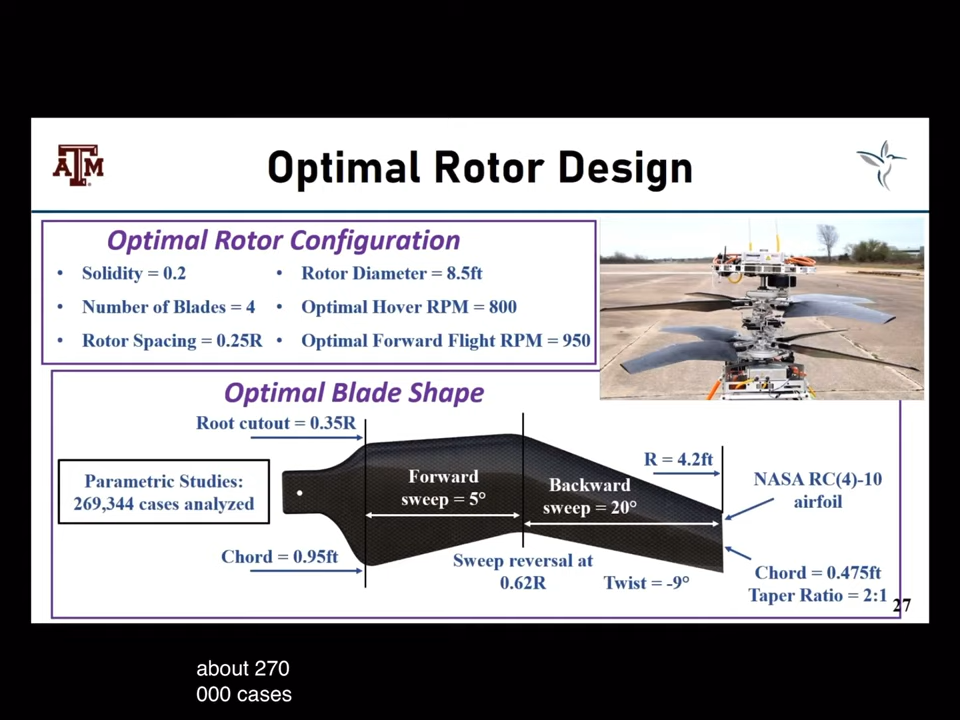 ATM
Optimal Rotor Design
Optimal Rotor Configuration
• Solidity = 0.2
• Number of Blades = 4
• Rotor Spacing = 0.25R
• Rotor Diameter = 8.5ft
• Optimal Hover RPM = 800
• Optimal Forward Flight RPM = 950
Optimal Blade Shape
Root cutout = 0.35R
Parametric Studies:
269,344 cases analyzed
Forward
sweep = 5°
Backward
sweep = 20°
R = 4.2ft
NASA RC(4)-10
airfoil
Chord = 0.95ft
Sweep reversal at
0.62R
Twist = -9°
Chord = 0.475ft
Taper Ratio = 2:1
27
about 270
000 cases